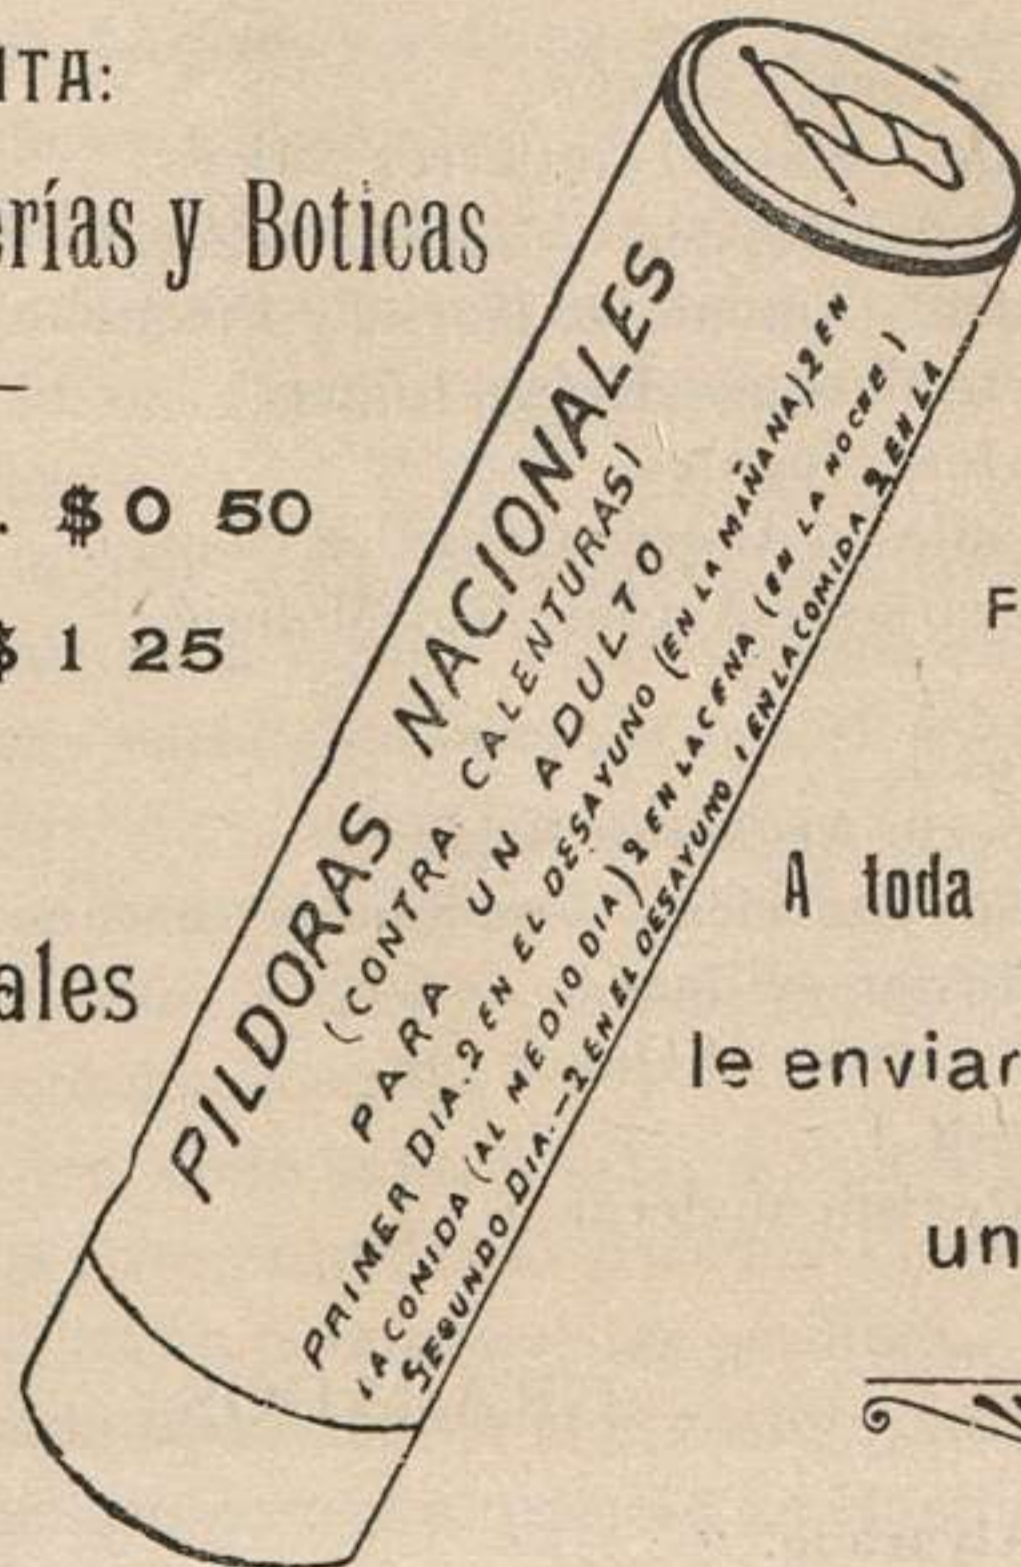 NTA:
erías y Boticas
. $ 0 50
$ 1 25
ales
PILDORAS NACIONALES
(CONTRA CALENTURAS)
PARA UN ADULTO
PRIMER DIA. 2 EN EL DESAYUNO (EN LA MAÑANA) 2 EN
LA COMIDA (AL MEDIO DIA) 2 EN LA CENA (EN LA NOCHE)
SEGUNDO DIA.—2 EN EL DESAYUNO 1 EN LA COMIDA 2 EN LA
F
A toda
le enviar
un